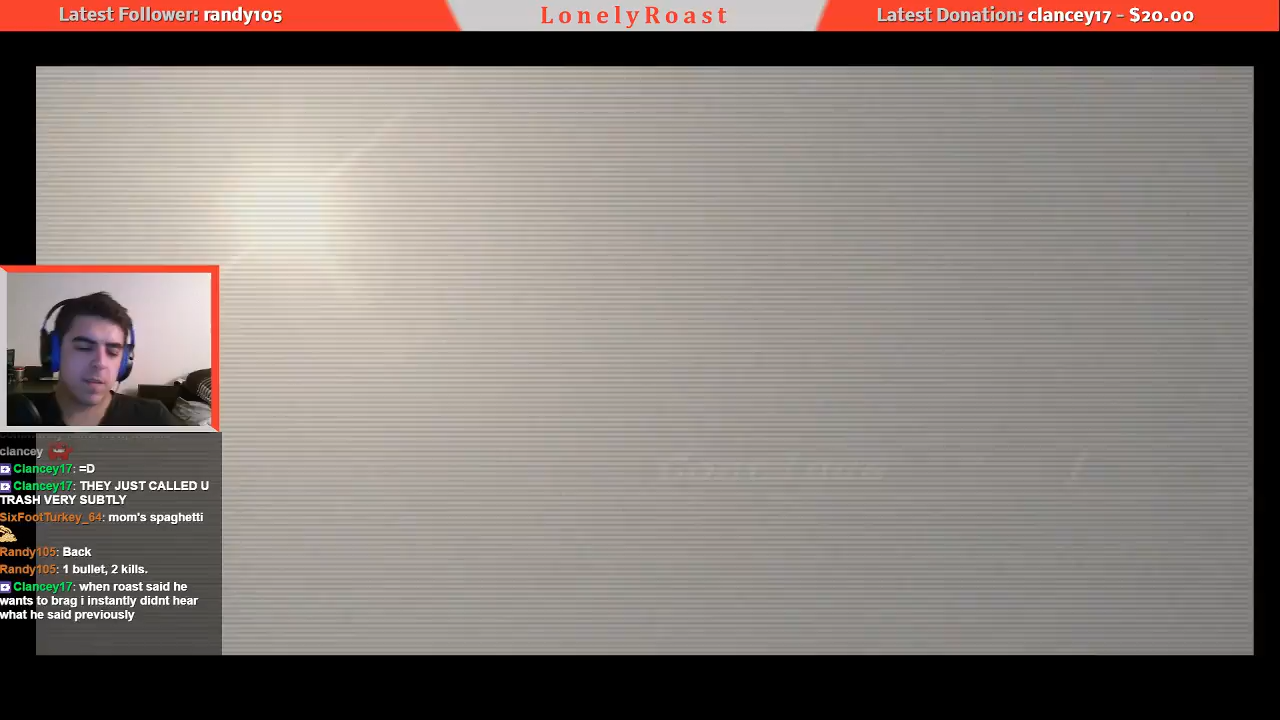 Latest Follower: randy105
LonelyRoast
Latest Donation: clancey17 - $20.00
clancey
Clancey17: =D
Clancey17: THEY JUST CALLED U
TRASH VERY SUBTLY
SixFootTurkey_64: mom's spaghetti
Randy105: Back
Randy105: 1 bullet, 2 kills.
Clancey17: when roast said he
wants to brag i instantly didnt hear
what he said previously